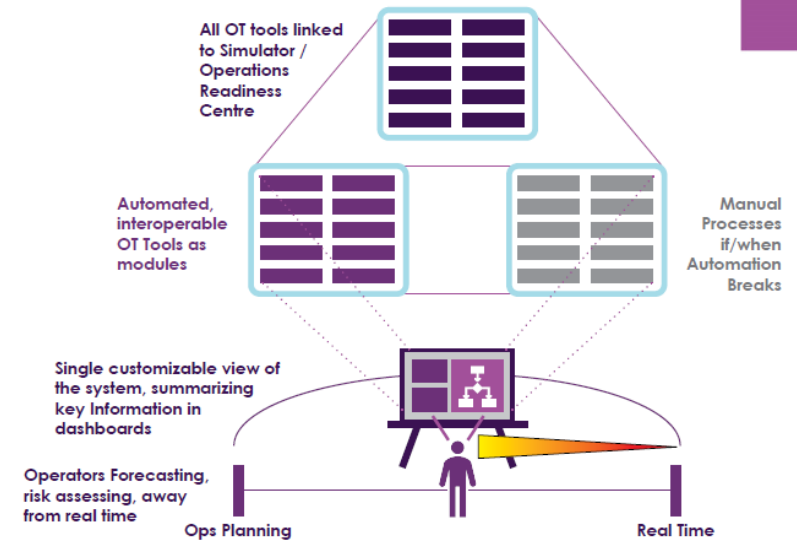 All OT tools linked
to Simulator /
Operations
Readiness
Centre
Automated,
interoperable
OT Tools as
modules
Manual
Processes
if/when
Automation
Breaks
Single customizable view of
the system, summarizing
key Information in
dashboards
Operators Forecasting,
risk assessing, away
from real time
Ops Planning
Real Time